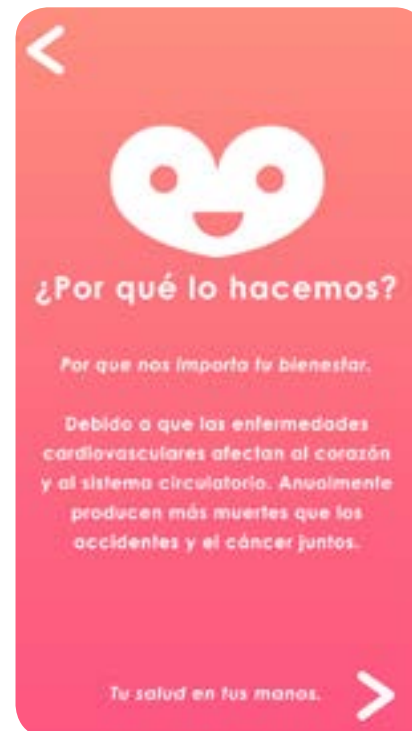 ¿Por qué lo hacemos?
Por que nos importa tu bienestar.
Debido a que las enfermedades
cardiovasculares afectan al corazón
y al sistema circulatorio. Anualmente
producen más muertes que los
accidentes y el cáncer juntos.
Tu salud en tus manos.